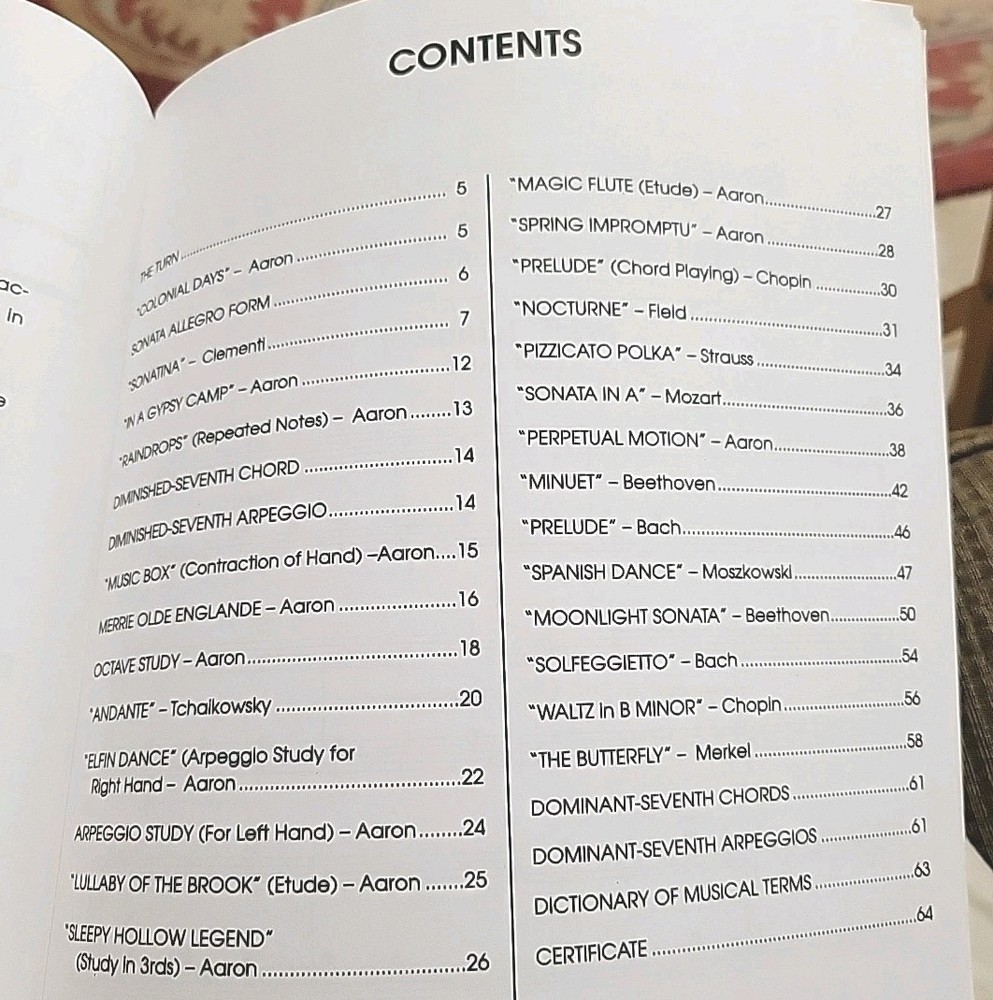 ac-
in
e
CONTENTS
THE TURN.......... 5
"COLONIAL DAYS" – Aaron.......... 5
SONATA ALLEGRO FORM.......... 6
"SONATINA" – Clementi.......... 7
"IN A GYPSY CAMP" – Aaron..........12
"RAINDROPS" (Repeated Notes) – Aaron........13
DIMINISHED-SEVENTH CHORD..........14
DIMINISHED-SEVENTH ARPEGGIO..........14
"MUSIC BOX" (Contraction of Hand) –Aaron....15
MERRIE OLDE ENGLANDE – Aaron..........16
OCTAVE STUDY – Aaron..........18
"ANDANTE" – Tchaikowsky..........20
"ELFIN DANCE" (Arpeggio Study for
Right Hand – Aaron..........22
ARPEGGIO STUDY (For Left Hand) – Aaron........24
"LULLABY OF THE BROOK" (Etude) – Aaron.......25
"SLEEPY HOLLOW LEGEND"
(Study in 3rds) – Aaron..........26
"MAGIC FLUTE (Etude) – Aaron..........27
"SPRING IMPROMPTU" – Aaron..........28
"PRELUDE" (Chord Playing) – Chopin..........30
"NOCTURNE" – Field..........31
"PIZZICATO POLKA" – Strauss..........34
"SONATA IN A" – Mozart..........36
"PERPETUAL MOTION" – Aaron..........38
"MINUET" – Beethoven..........42
"PRELUDE" – Bach..........46
"SPANISH DANCE" – Moszkowski..........47
"MOONLIGHT SONATA" – Beethoven..........50
"SOLFEGGIETTO" – Bach..........54
"WALTZ in B MINOR" – Chopin..........56
"THE BUTTERFLY" – Merkel..........58
DOMINANT-SEVENTH CHORDS..........61
DOMINANT-SEVENTH ARPEGGIOS..........61
DICTIONARY OF MUSICAL TERMS..........63
CERTIFICATE..........64